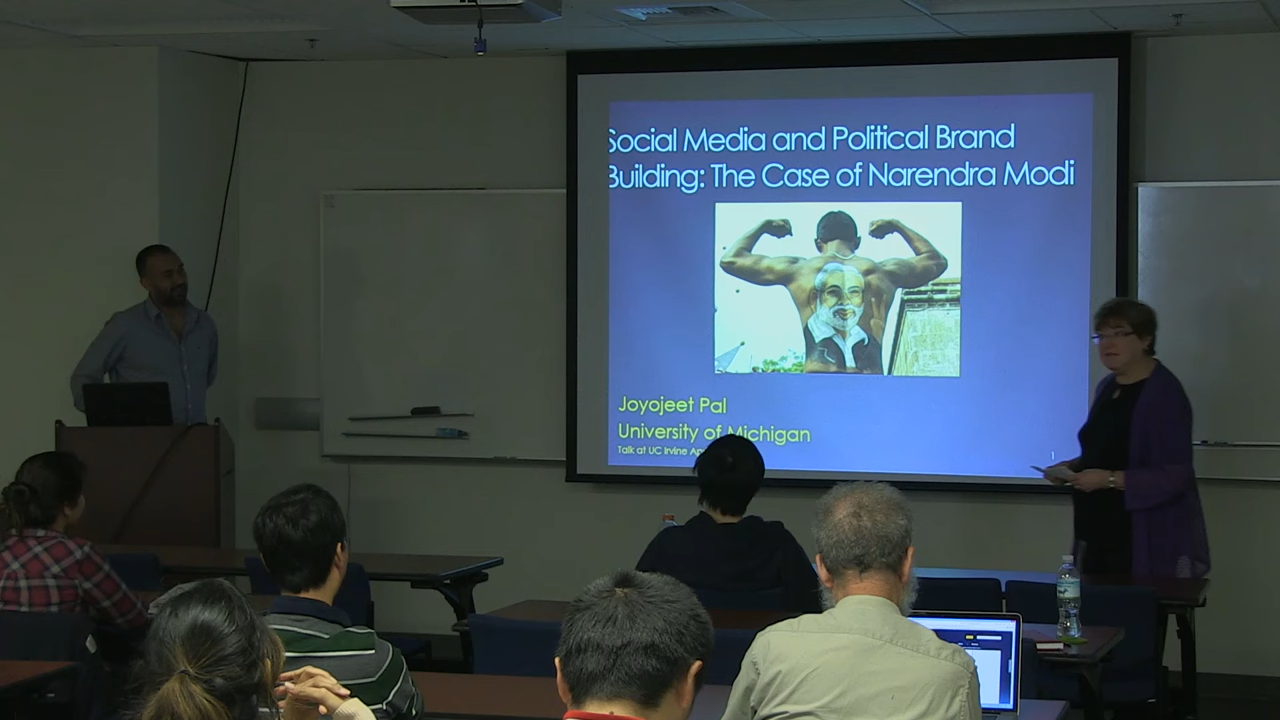 Social Media and Political Brand
Building: The Case of Narendra Modi
Joyojeet Pal
University of Michigan
Talk at UC Irvine
1